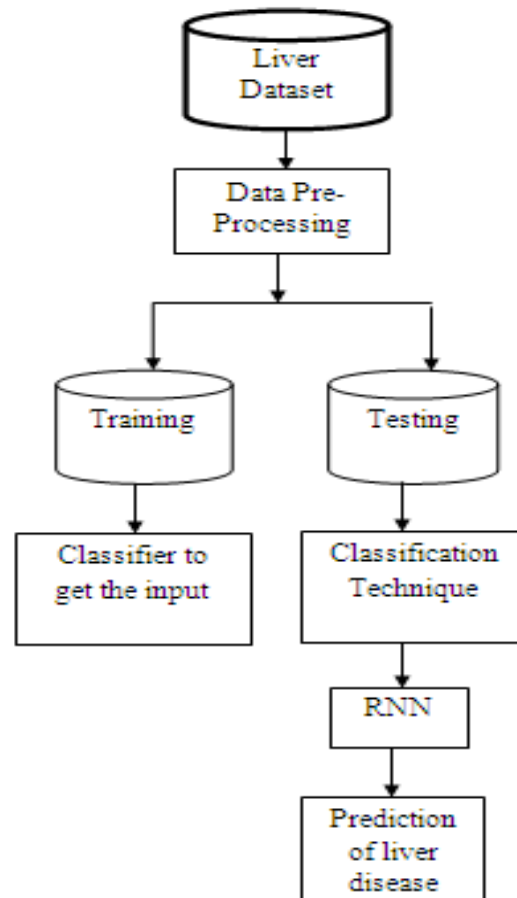 Liver
Dataset
Data Pre-
Processing
Training
Testing
Classifier to
get the input
Classification
Technique
RNN
Prediction
of liver
disease